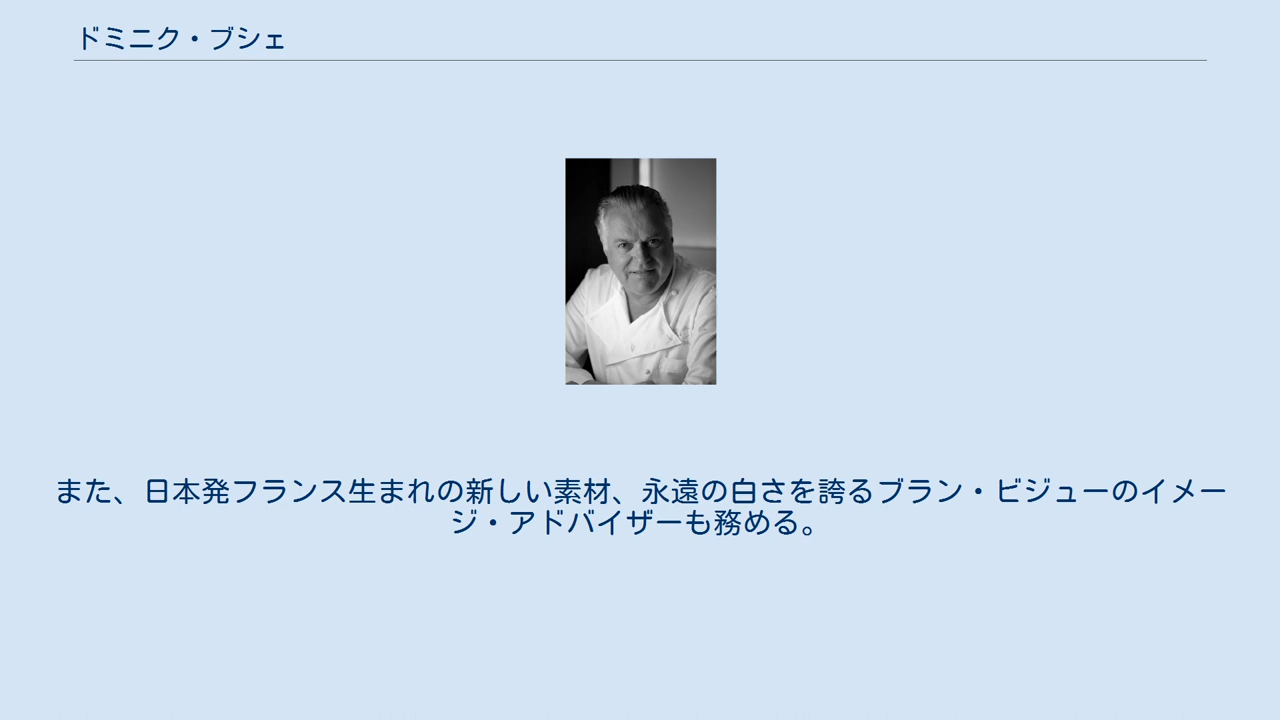 ドミニク・ブシェ
また、日本発フランス生まれの新しい素材、永遠の白さを誇るブラン・ビジューのイメー
ジ・アドバイザーも務める。